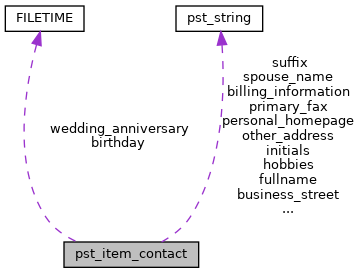 FILETIME
pst_string
wedding_anniversary
birthday
suffix
spouse_name
billing_information
primary_fax
personal_homepage
other_address
initials
hobbies
fullname
business_street
...
pst_item_contact